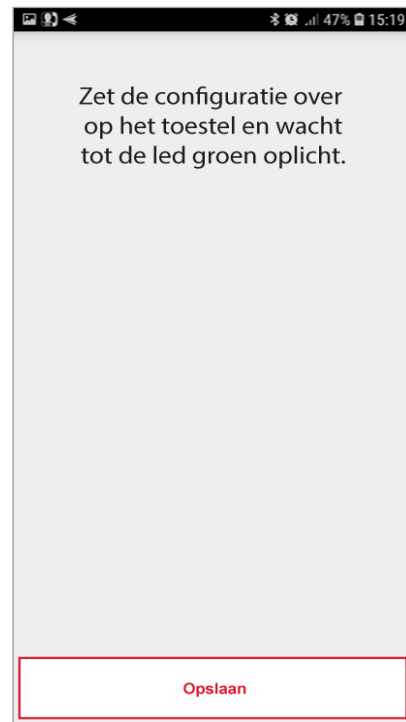 47% 15:19
Zet de configuratie over
op het toestel en wacht
tot de led groen oplicht.
Opslaan